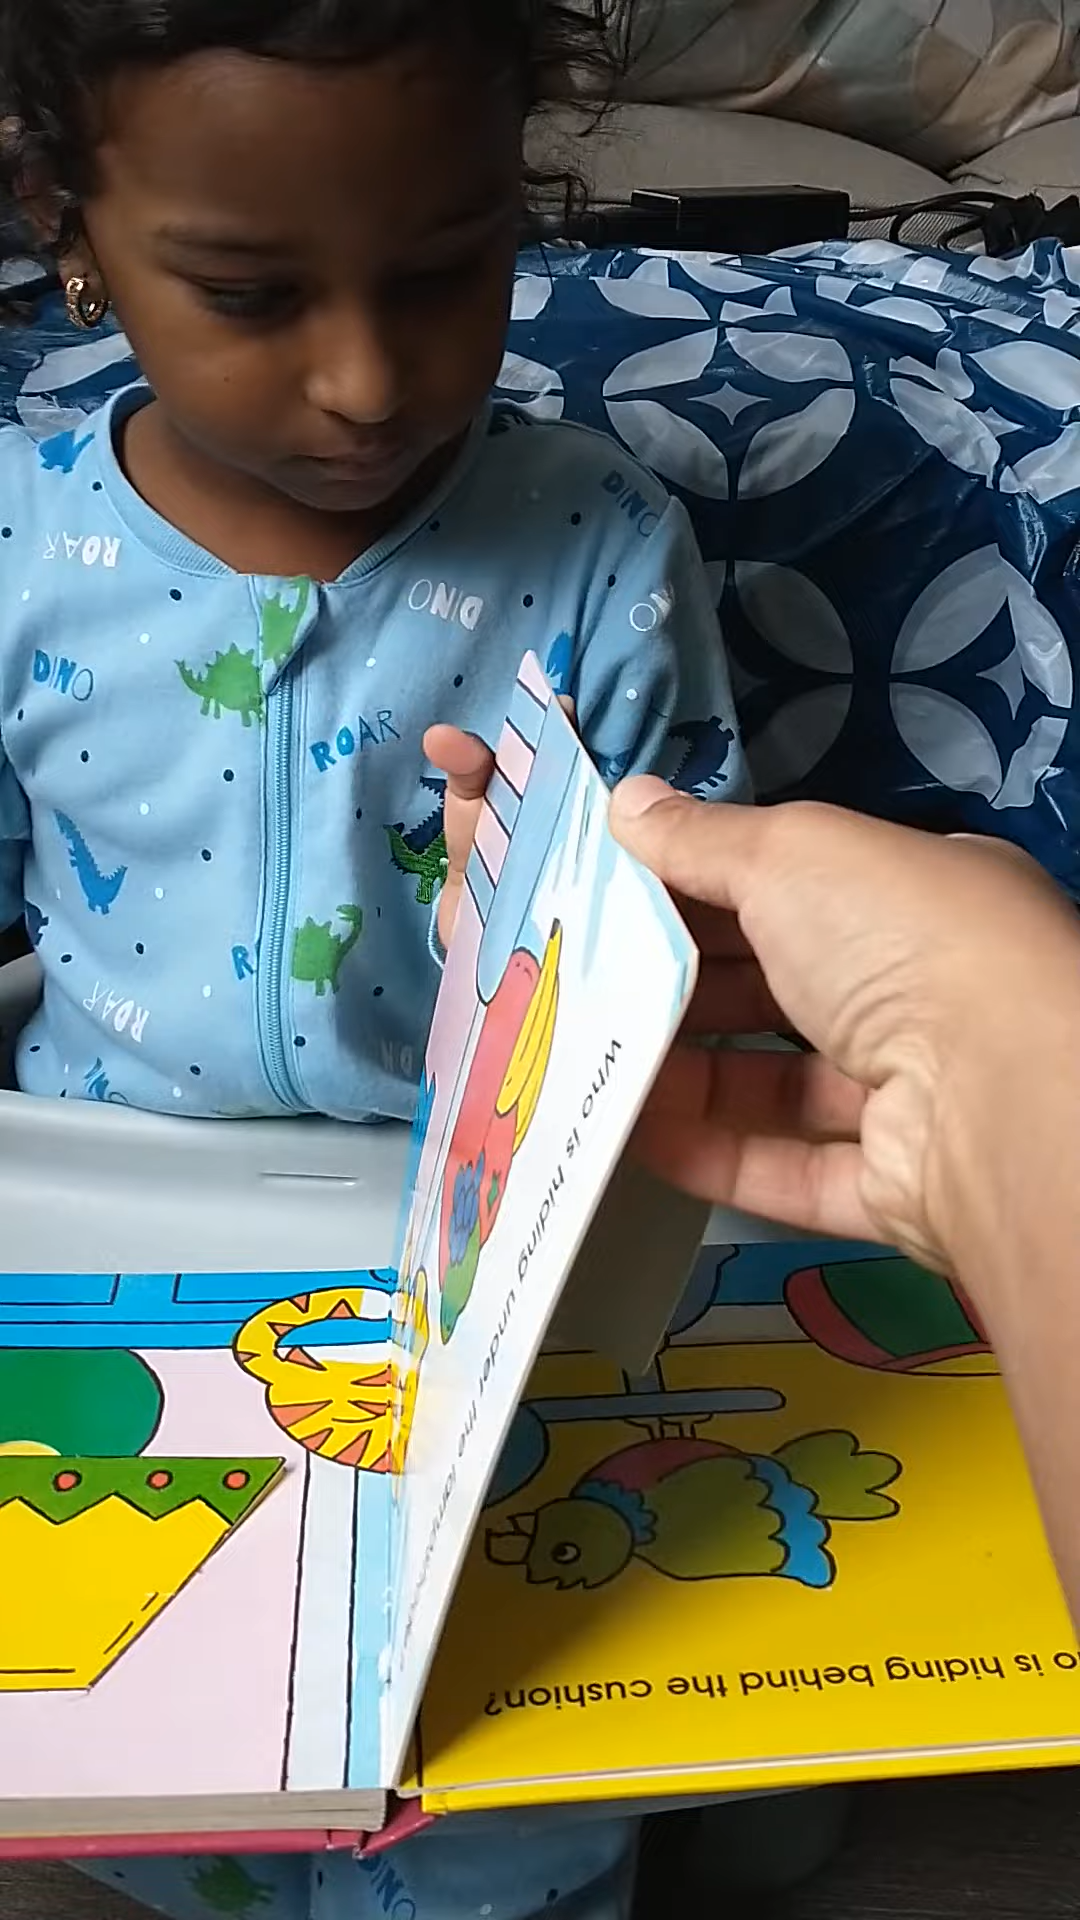 ROAR
DINO
DINO
DINO
ROAR
ROAR
Who is hiding under the
is hiding behind the cushion?